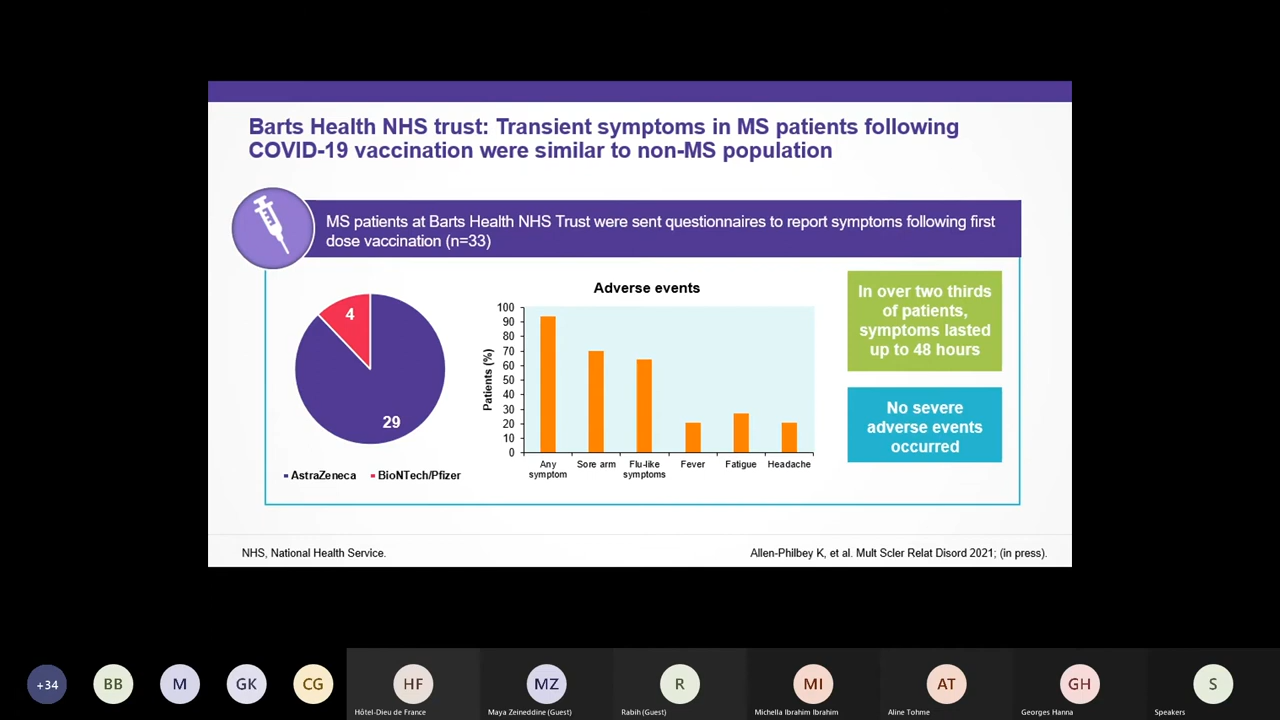 Barts Health NHS trust: Transient symptoms in MS patients following
COVID-19 vaccination were similar to non-MS population
MS patients at Barts Health NHS Trust were sent questionnaires to report symptoms following first
dose vaccination (n=33)
4
29
AstraZeneca BioNTech/Pfizer
Adverse events
Patients (%)
100
90
80
70
60
50
40
30
20
10
0
Any symptom
Sore arm
Flu-like symptoms
Fever
Fatigue
Headache
In over two thirds
of patients,
symptoms lasted
up to 48 hours
No severe
adverse events
occurred
NHS, National Health Service.
Allen-Philbey K, et al. Mult Scler Relat Disord 2021; (in press).
+34
BB
M
GK
CG
HF
Hôtel-Dieu de France
MZ
Maya Zeineddine (Guest)
R
Rabih (Guest)
MI
Michella Ibrahim Ibrahim
AT
Aline Tohme
GH
Georges Hanna
S
Speakers